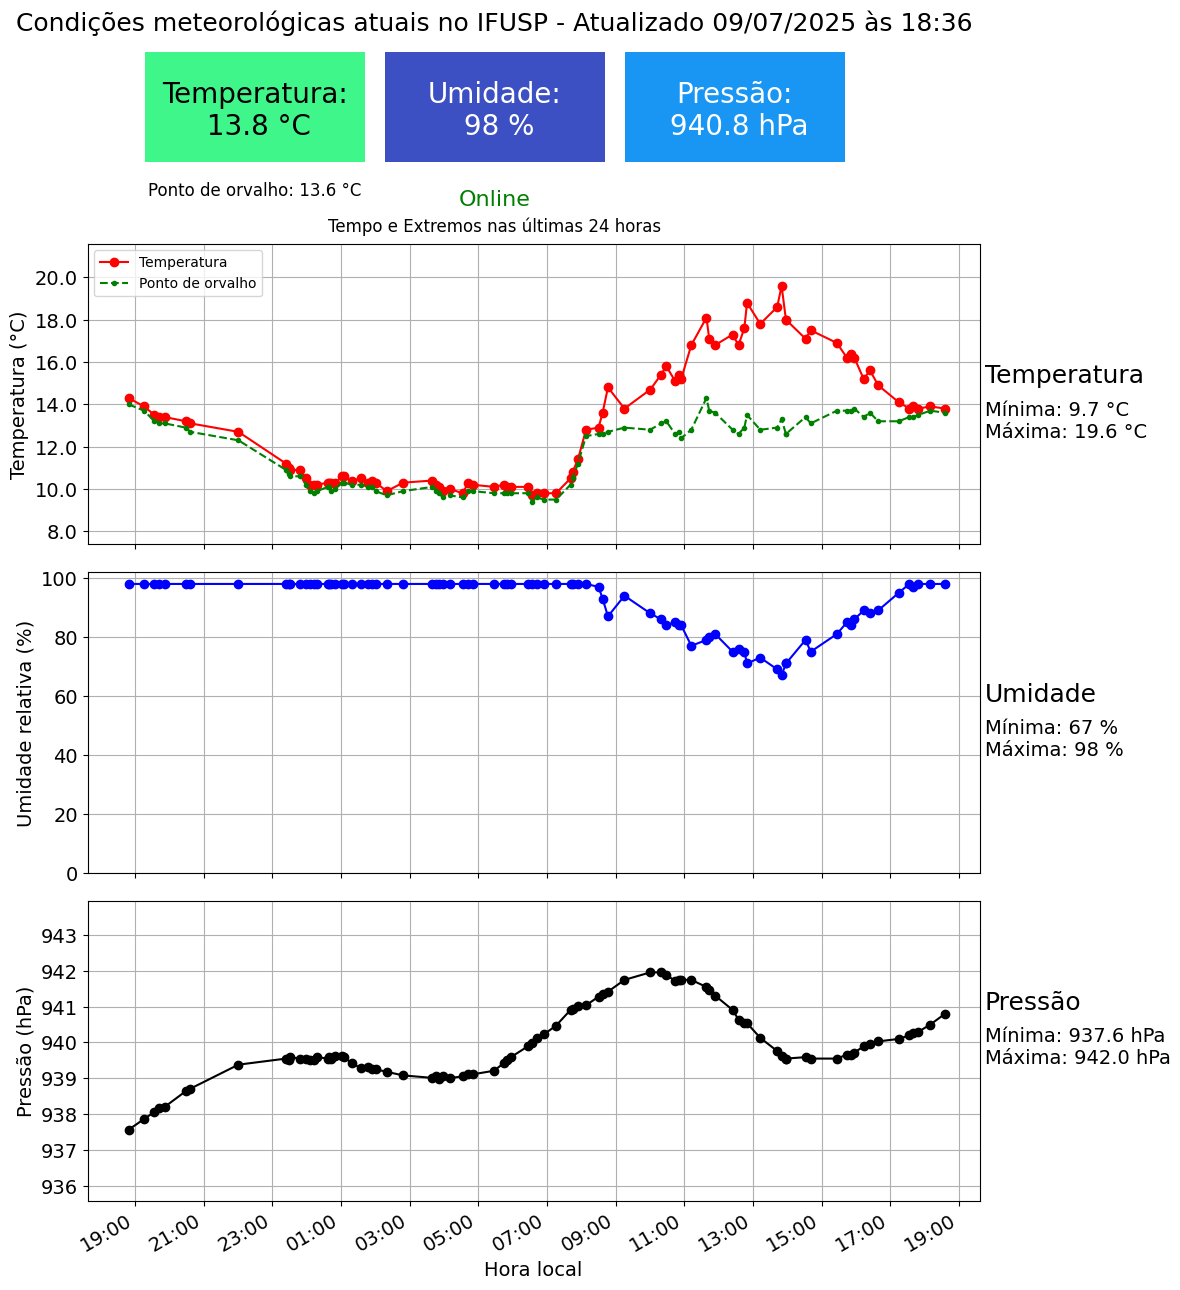 Condições meteorológicas atuais no IFUSP - Atualizado 09/07/2025 às 18:36
Temperatura:
13.8 °C
Umidade:
98 %
Pressão:
940.8 hPa
Ponto de orvalho: 13.6 °C
Online
Tempo e Extremos nas últimas 24 horas
Temperatura
Ponto de orvalho
Temperatura (°C)
20.0
18.0
16.0
14.0
12.0
10.0
8.0
Temperatura
Mínima: 9.7 °C
Máxima: 19.6 °C
Umidade relativa (%)
100
80
60
40
20
0
Umidade
Mínima: 67 %
Máxima: 98 %
Pressão (hPa)
943
942
941
940
939
938
937
936
Pressão
Mínima: 937.6 hPa
Máxima: 942.0 hPa
19:00
21:00
23:00
01:00
03:00
05:00
07:00
09:00
11:00
13:00
15:00
17:00
19:00
Hora local